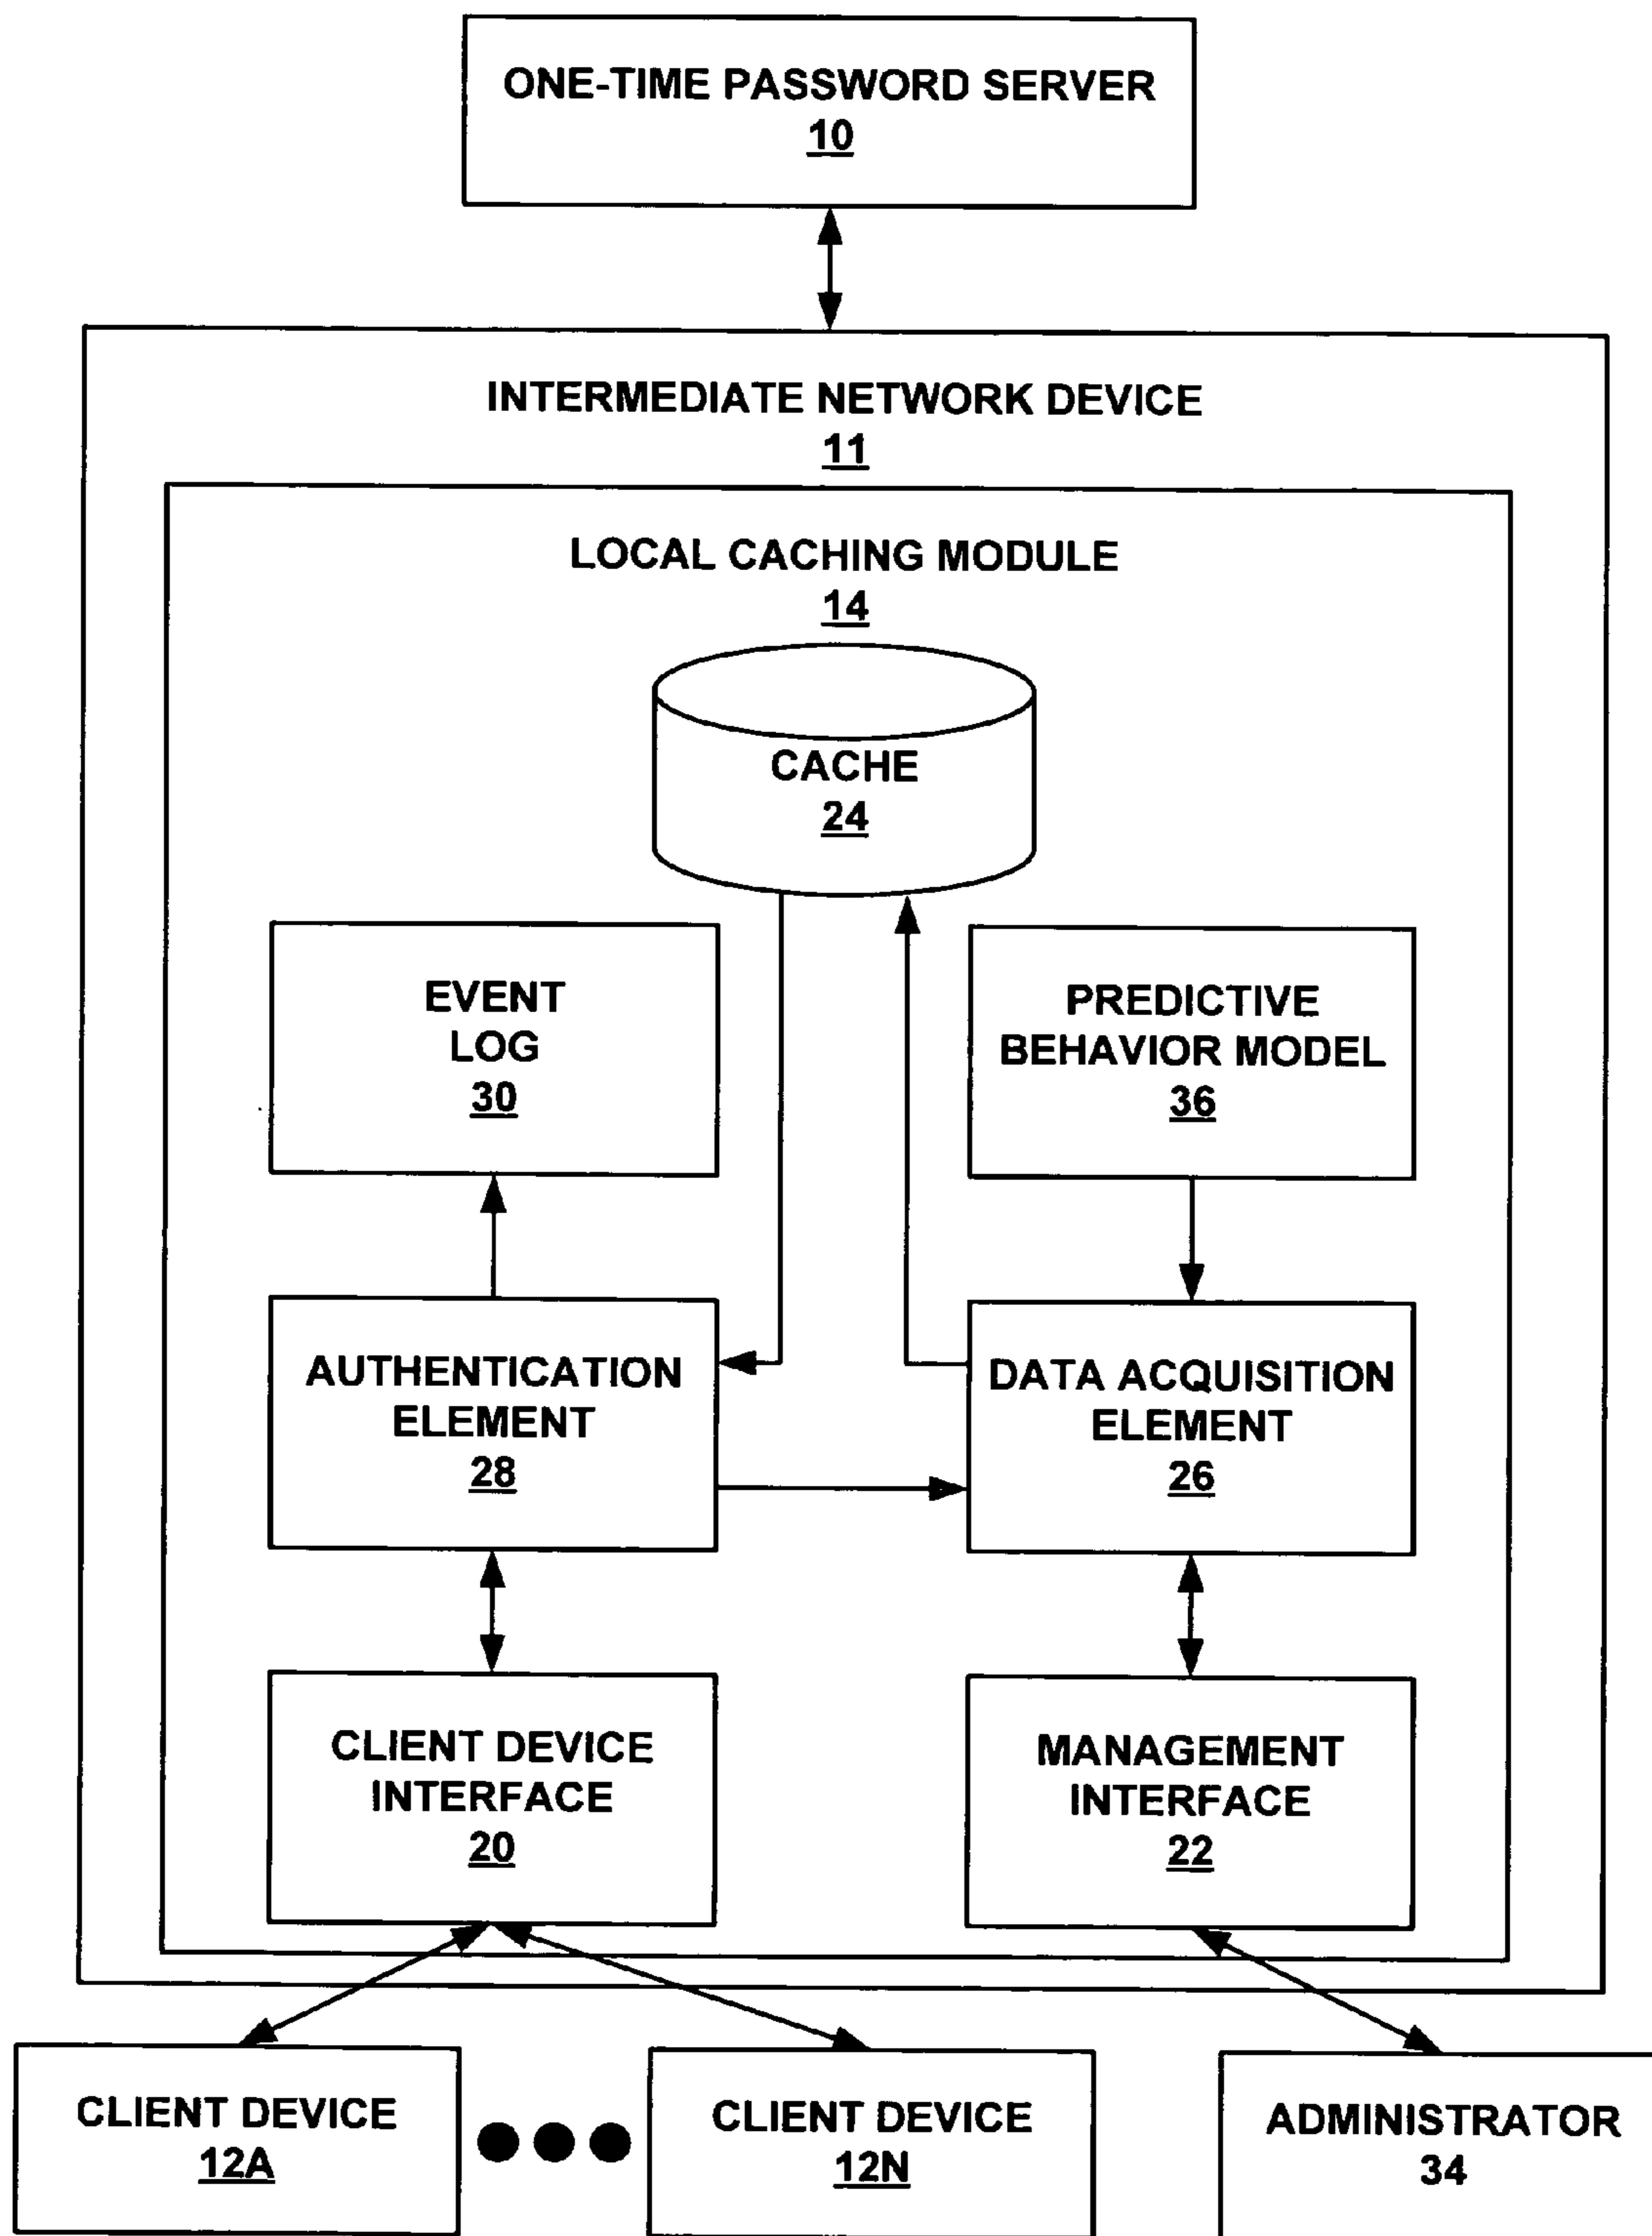 ONE-TIME PASSWORD SERVER
10
INTERMEDIATE NETWORK DEVICE
11
LOCAL CACHING MODULE
14
CACHE
24
EVENT
LOG
30
PREDICTIVE
BEHAVIOR MODEL
36
AUTHENTICATION
ELEMENT
28
DATA ACQUISITION
ELEMENT
26
CLIENT DEVICE
INTERFACE
20
MANAGEMENT
INTERFACE
22
CLIENT DEVICE
12A
CLIENT DEVICE
12N
ADMINISTRATOR
34